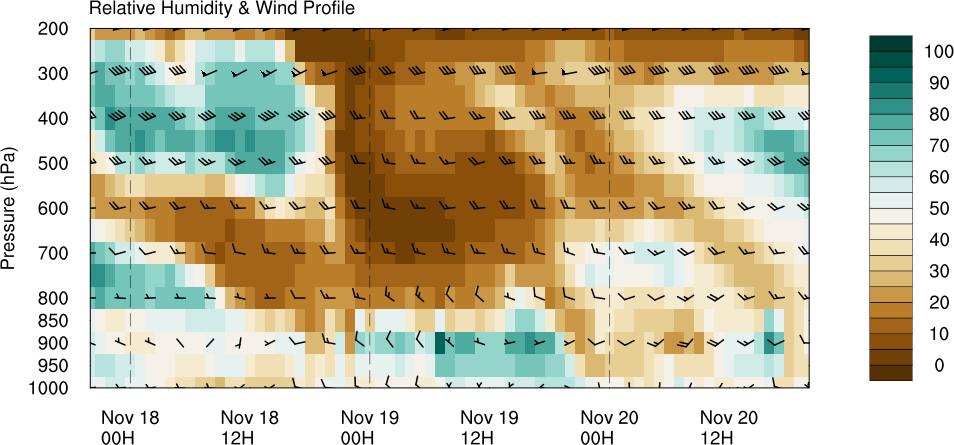 Relative Humidity & Wind Profile
Pressure (hPa)
200
300
400
500
600
700
800
850
900
950
1000
Nov 18
00H
Nov 18
12H
Nov 19
00H
Nov 19
12H
Nov 20
00H
Nov 20
12H
100
90
80
70
60
50
40
30
20
10
0